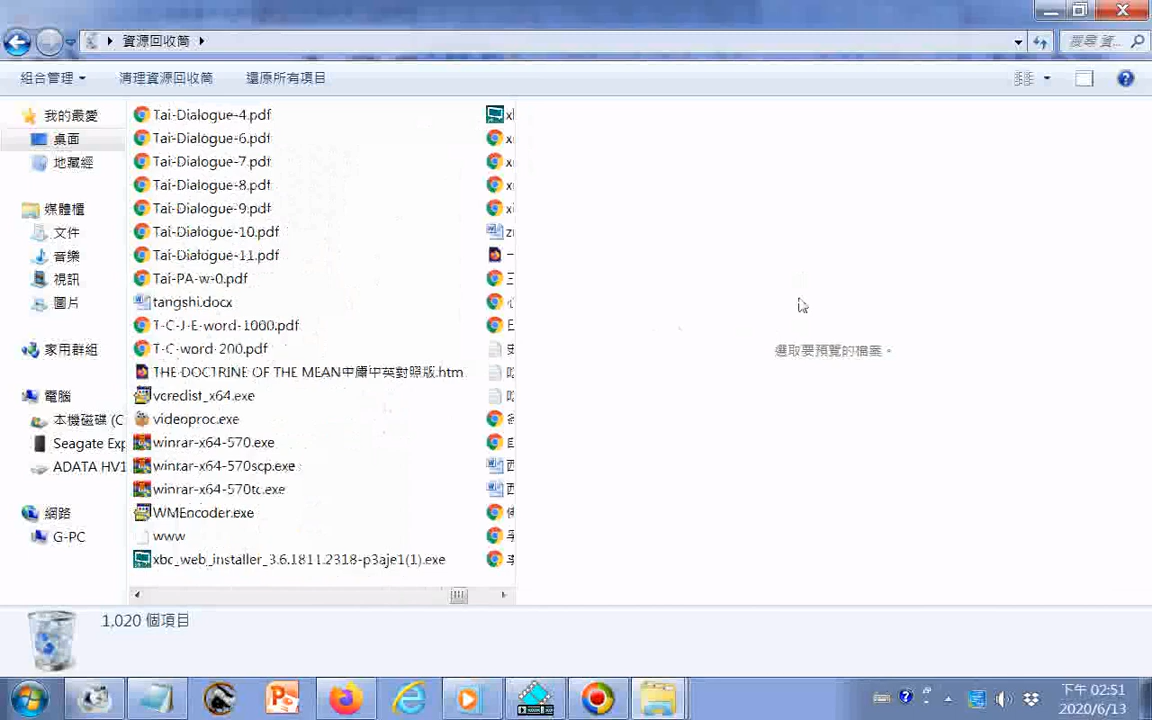 資源回收筒
搜尋 資...
組合管理 清理資源回收筒 還原所有項目
我的最愛
桌面
地藏經
媒體櫃
文件
音樂
視訊
圖片
家用群組
電腦
本機磁碟 (C
Seagate Exp
ADATA HV1
網路
G-PC
Tai-Dialogue-4.pdf
Tai-Dialogue-6.pdf
Tai-Dialogue-7.pdf
Tai-Dialogue-8.pdf
Tai-Dialogue-9.pdf
Tai-Dialogue-10.pdf
Tai-Dialogue-11.pdf
Tai-PA-w-0.pdf
tangshi.docx
T-C-J-E-word-1000.pdf
T-C-word-200.pdf
THE DOCTRINE OF THE MEAN中庸中英對照版.htm
vcredist_x64.exe
videoproc.exe
winrar-x64-570.exe
winrar-x64-570scp.exe
winrar-x64-570tc.exe
WMEncoder.exe
www
xbc_web_installer_3.6.1811.2318-p3aje1(1).exe
選取要預覽的檔案。
1,020 個項目
下午 02:51
2020/6/13